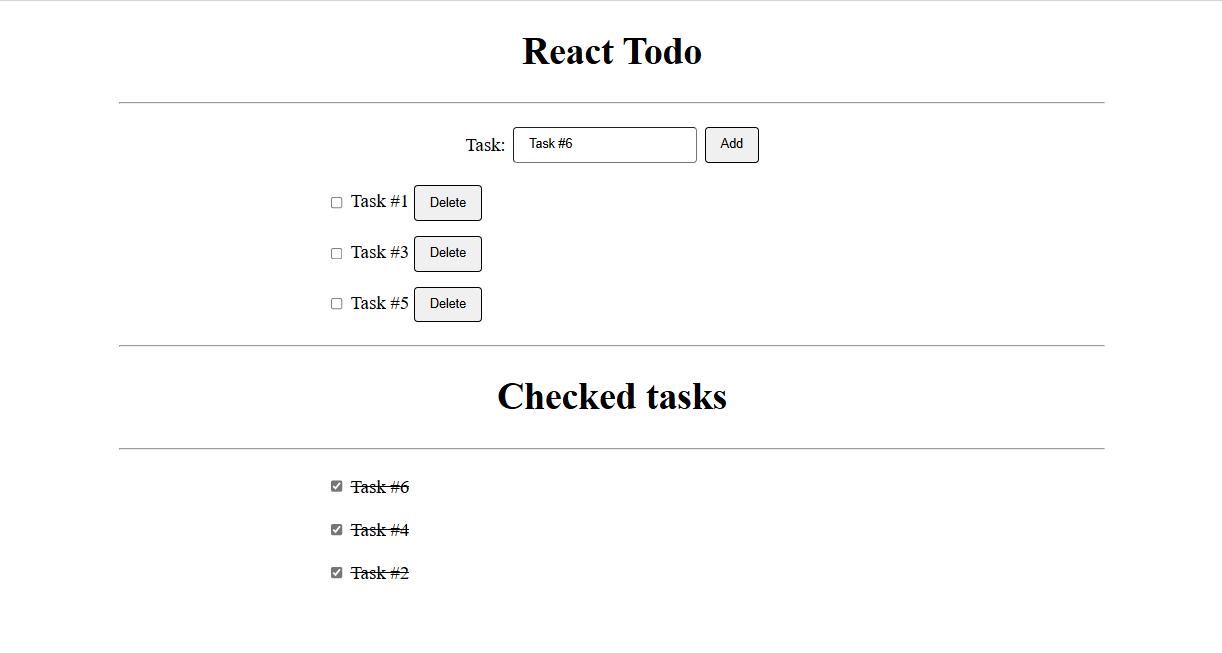 React Todo
Task: Task #6 Add
Task #1 Delete
Task #3 Delete
Task #5 Delete
Checked tasks
Task #6
Task #4
Task #2